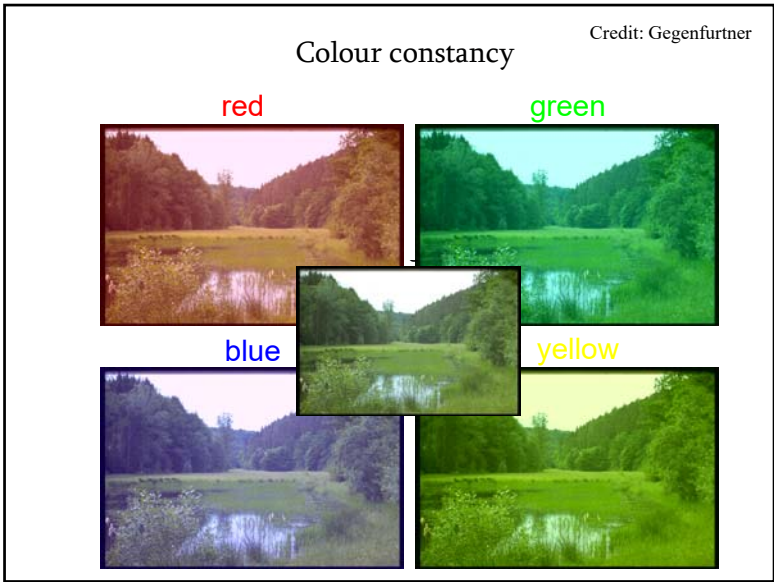 Credit: Gegenfurtner
Colour constancy
red
green
blue
yellow